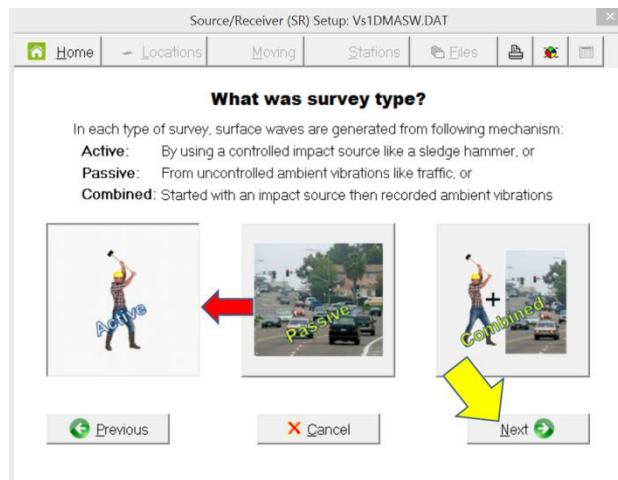 Source/Receiver (SR) Setup: Vs1DMASW.DAT
Home Locations Moving Stations Files
What was survey type?
In each type of survey, surface waves are generated from following mechanism:
Active: By using a controlled impact source like a sledge hammer, or
Passive: From uncontrolled ambient vibrations like traffic, or
Combined: Started with an impact source then recorded ambient vibrations
Active Passive + Combined
Previous Cancel Next